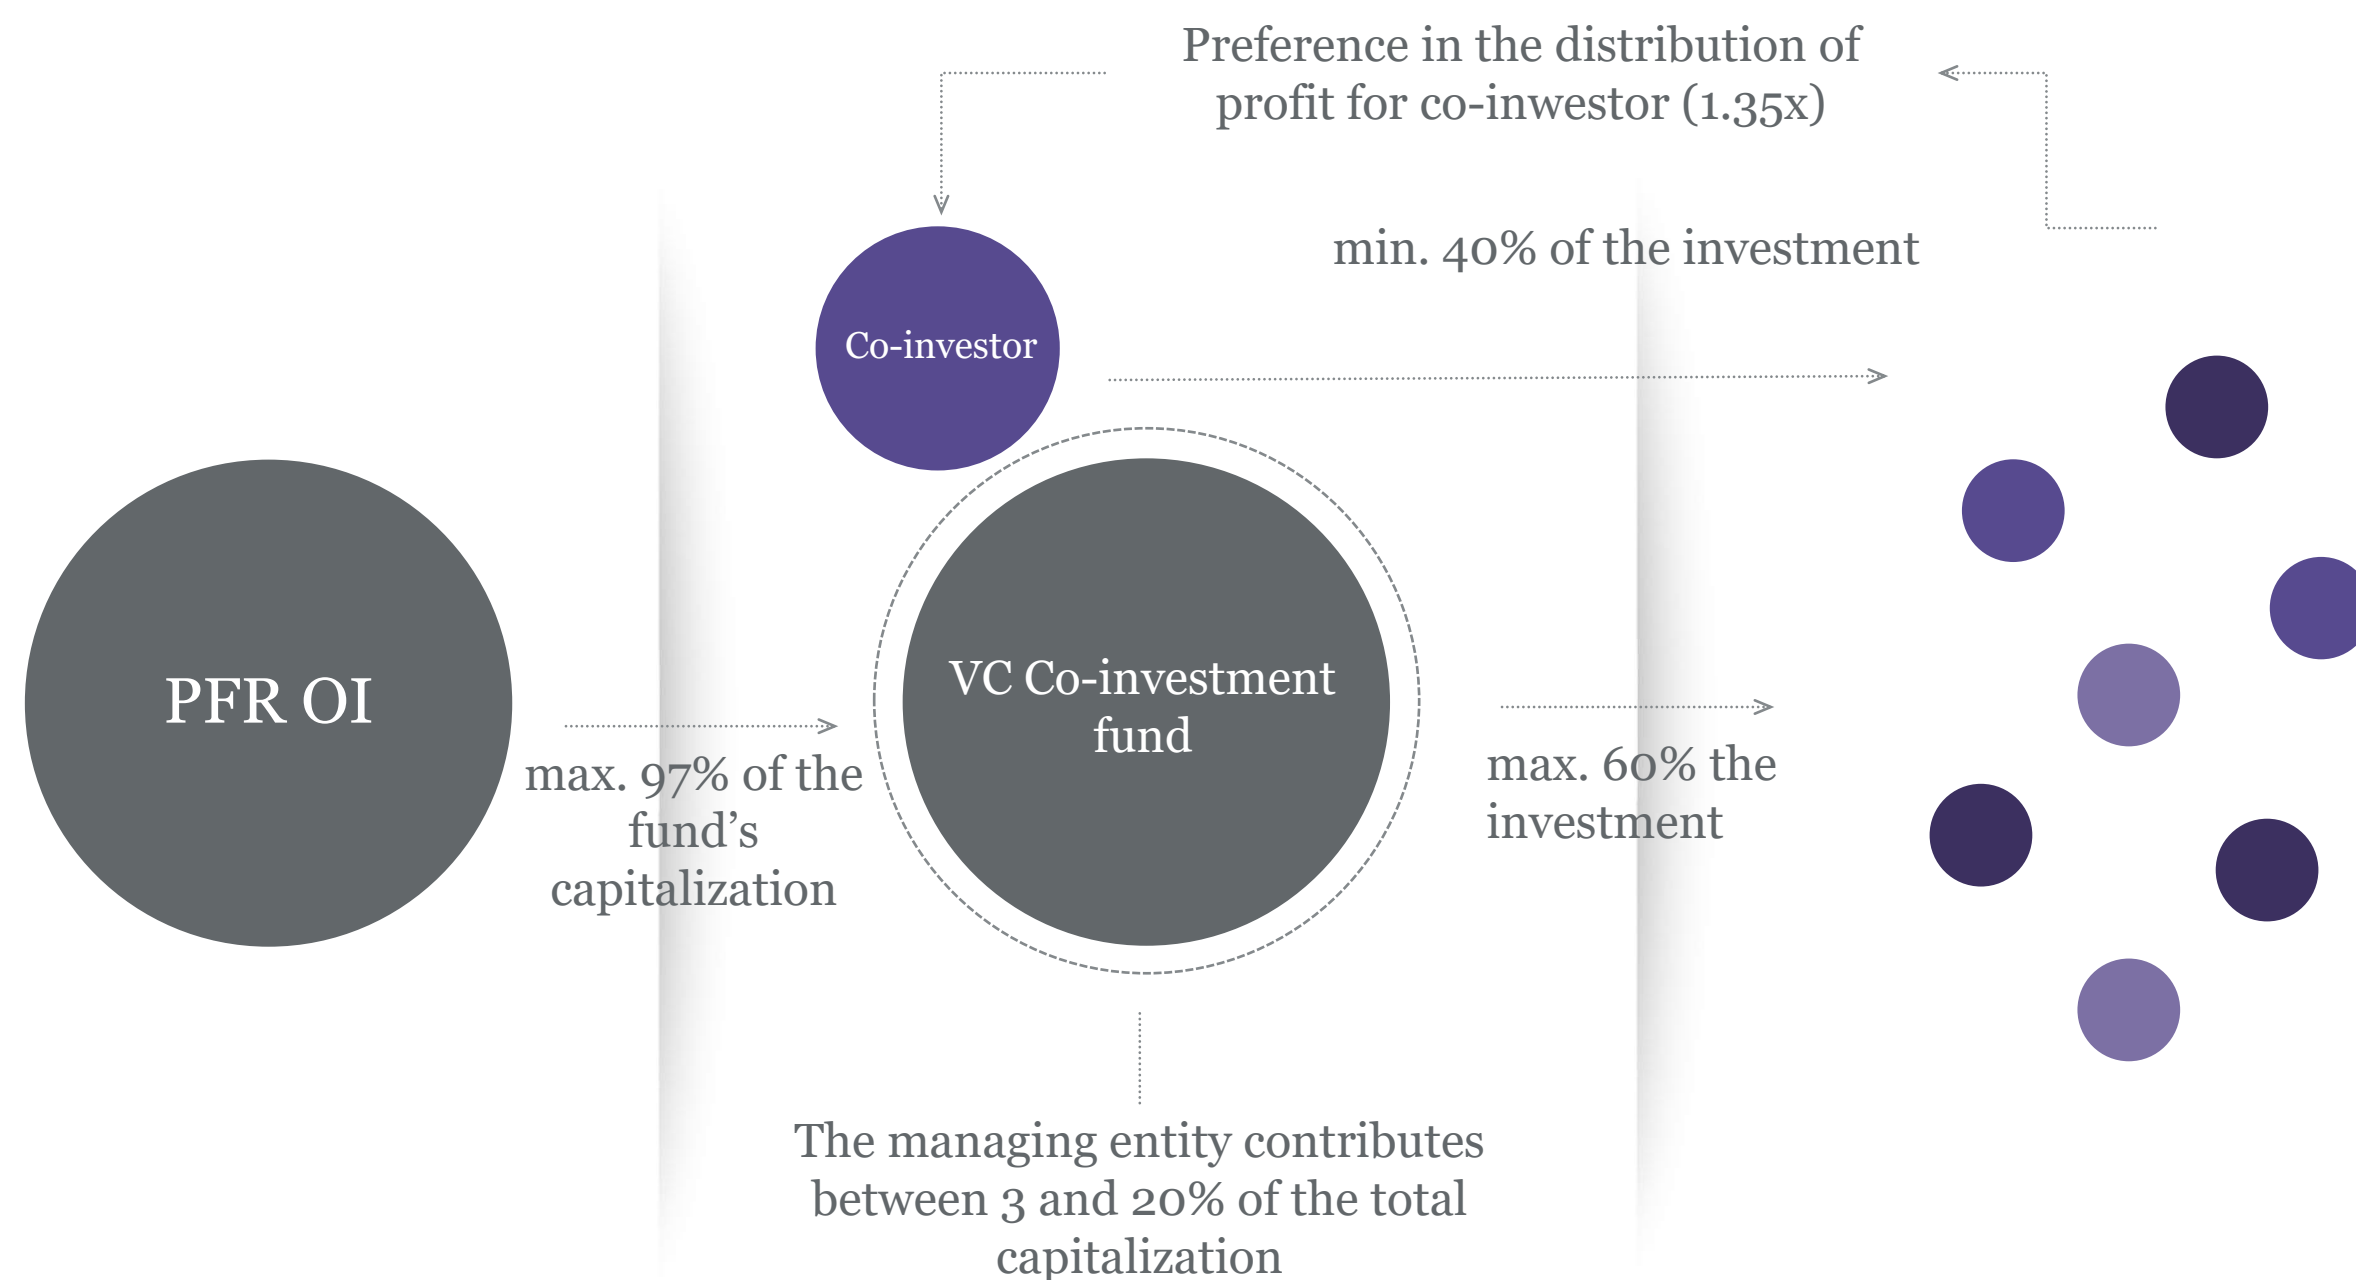 Preference in the distribution of
profit for co-inwestor (1.35x)
min. 40% of the investment
Co-investor
PFR OI
max. 97% of the
fund’s
capitalization
VC Co-investment
fund
max. 60% the
investment
The managing entity contributes
between 3 and 20% of the total
capitalization